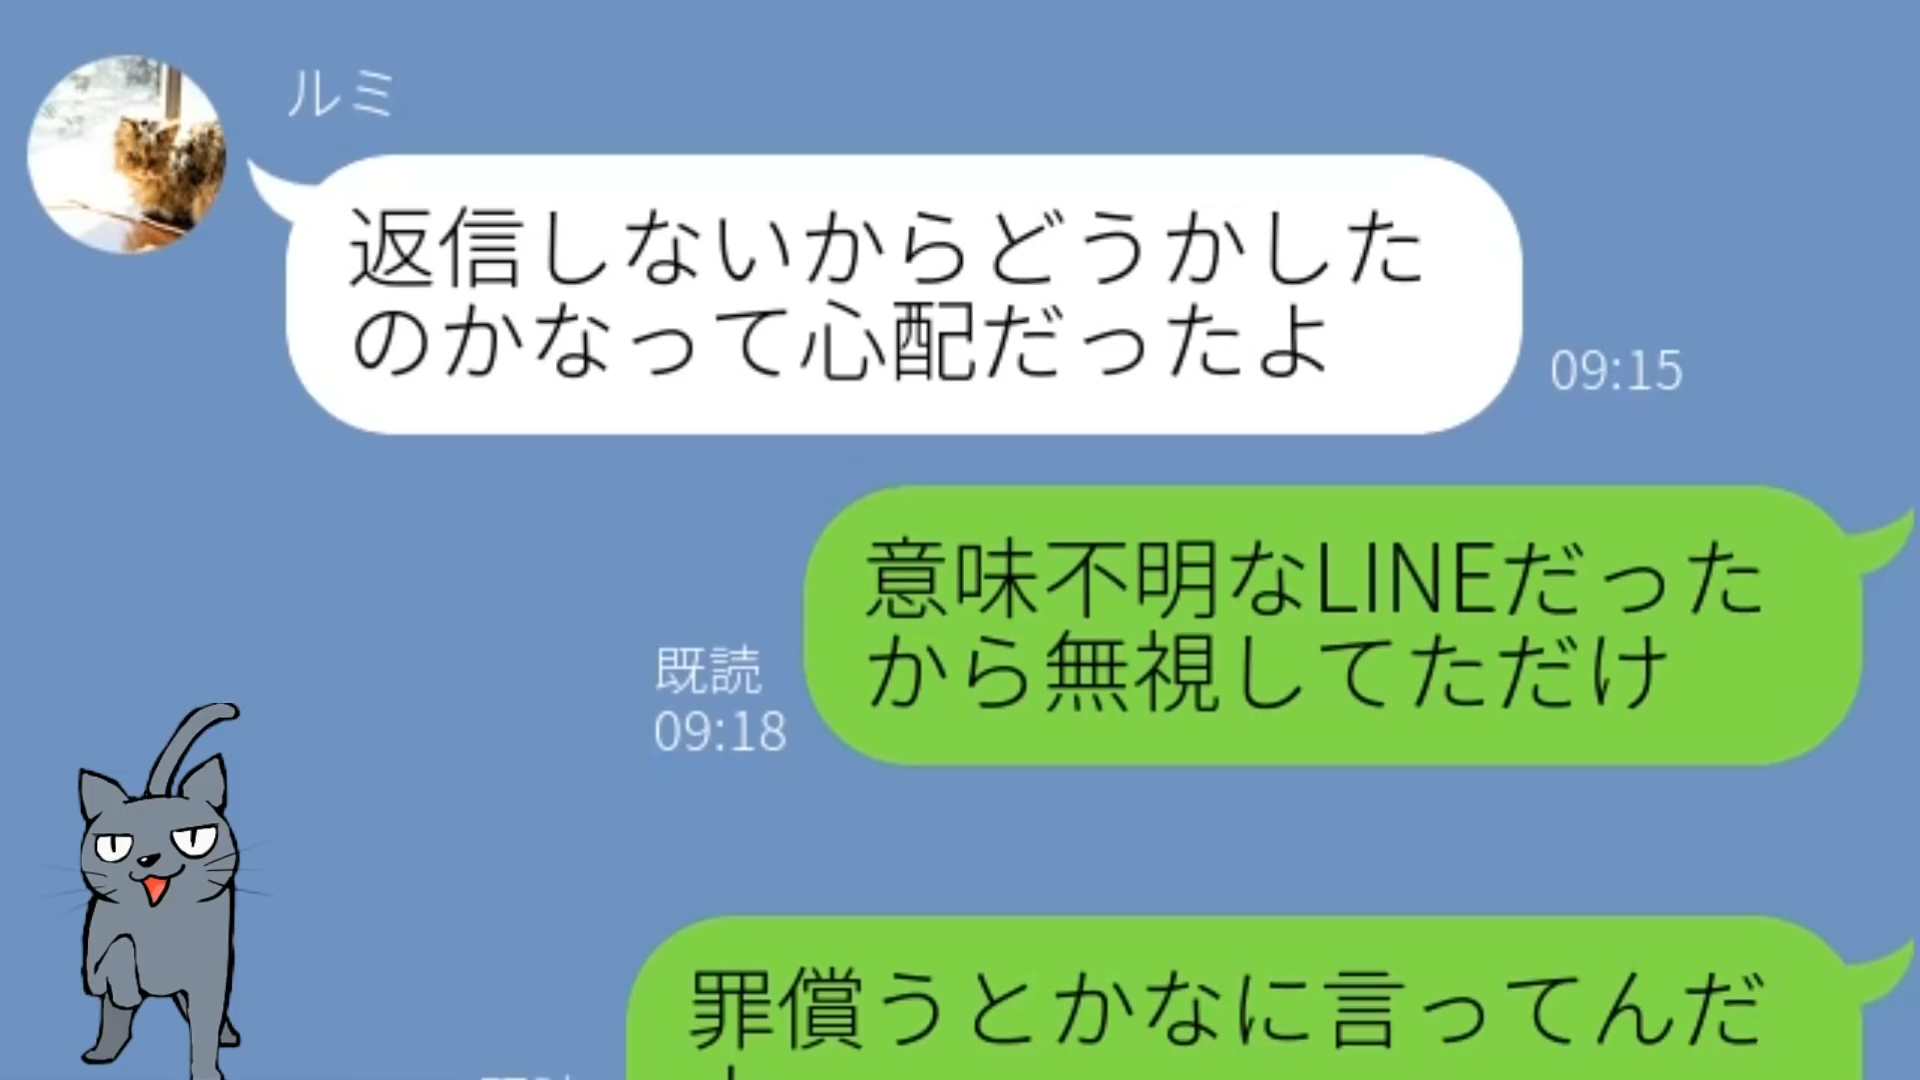 ルミ
返信しないからどうかした
のかなって心配だったよ
09:15
意味不明なLINEだった
から無視してただけ
既読
09:18
罪償うとかなに言ってんだ